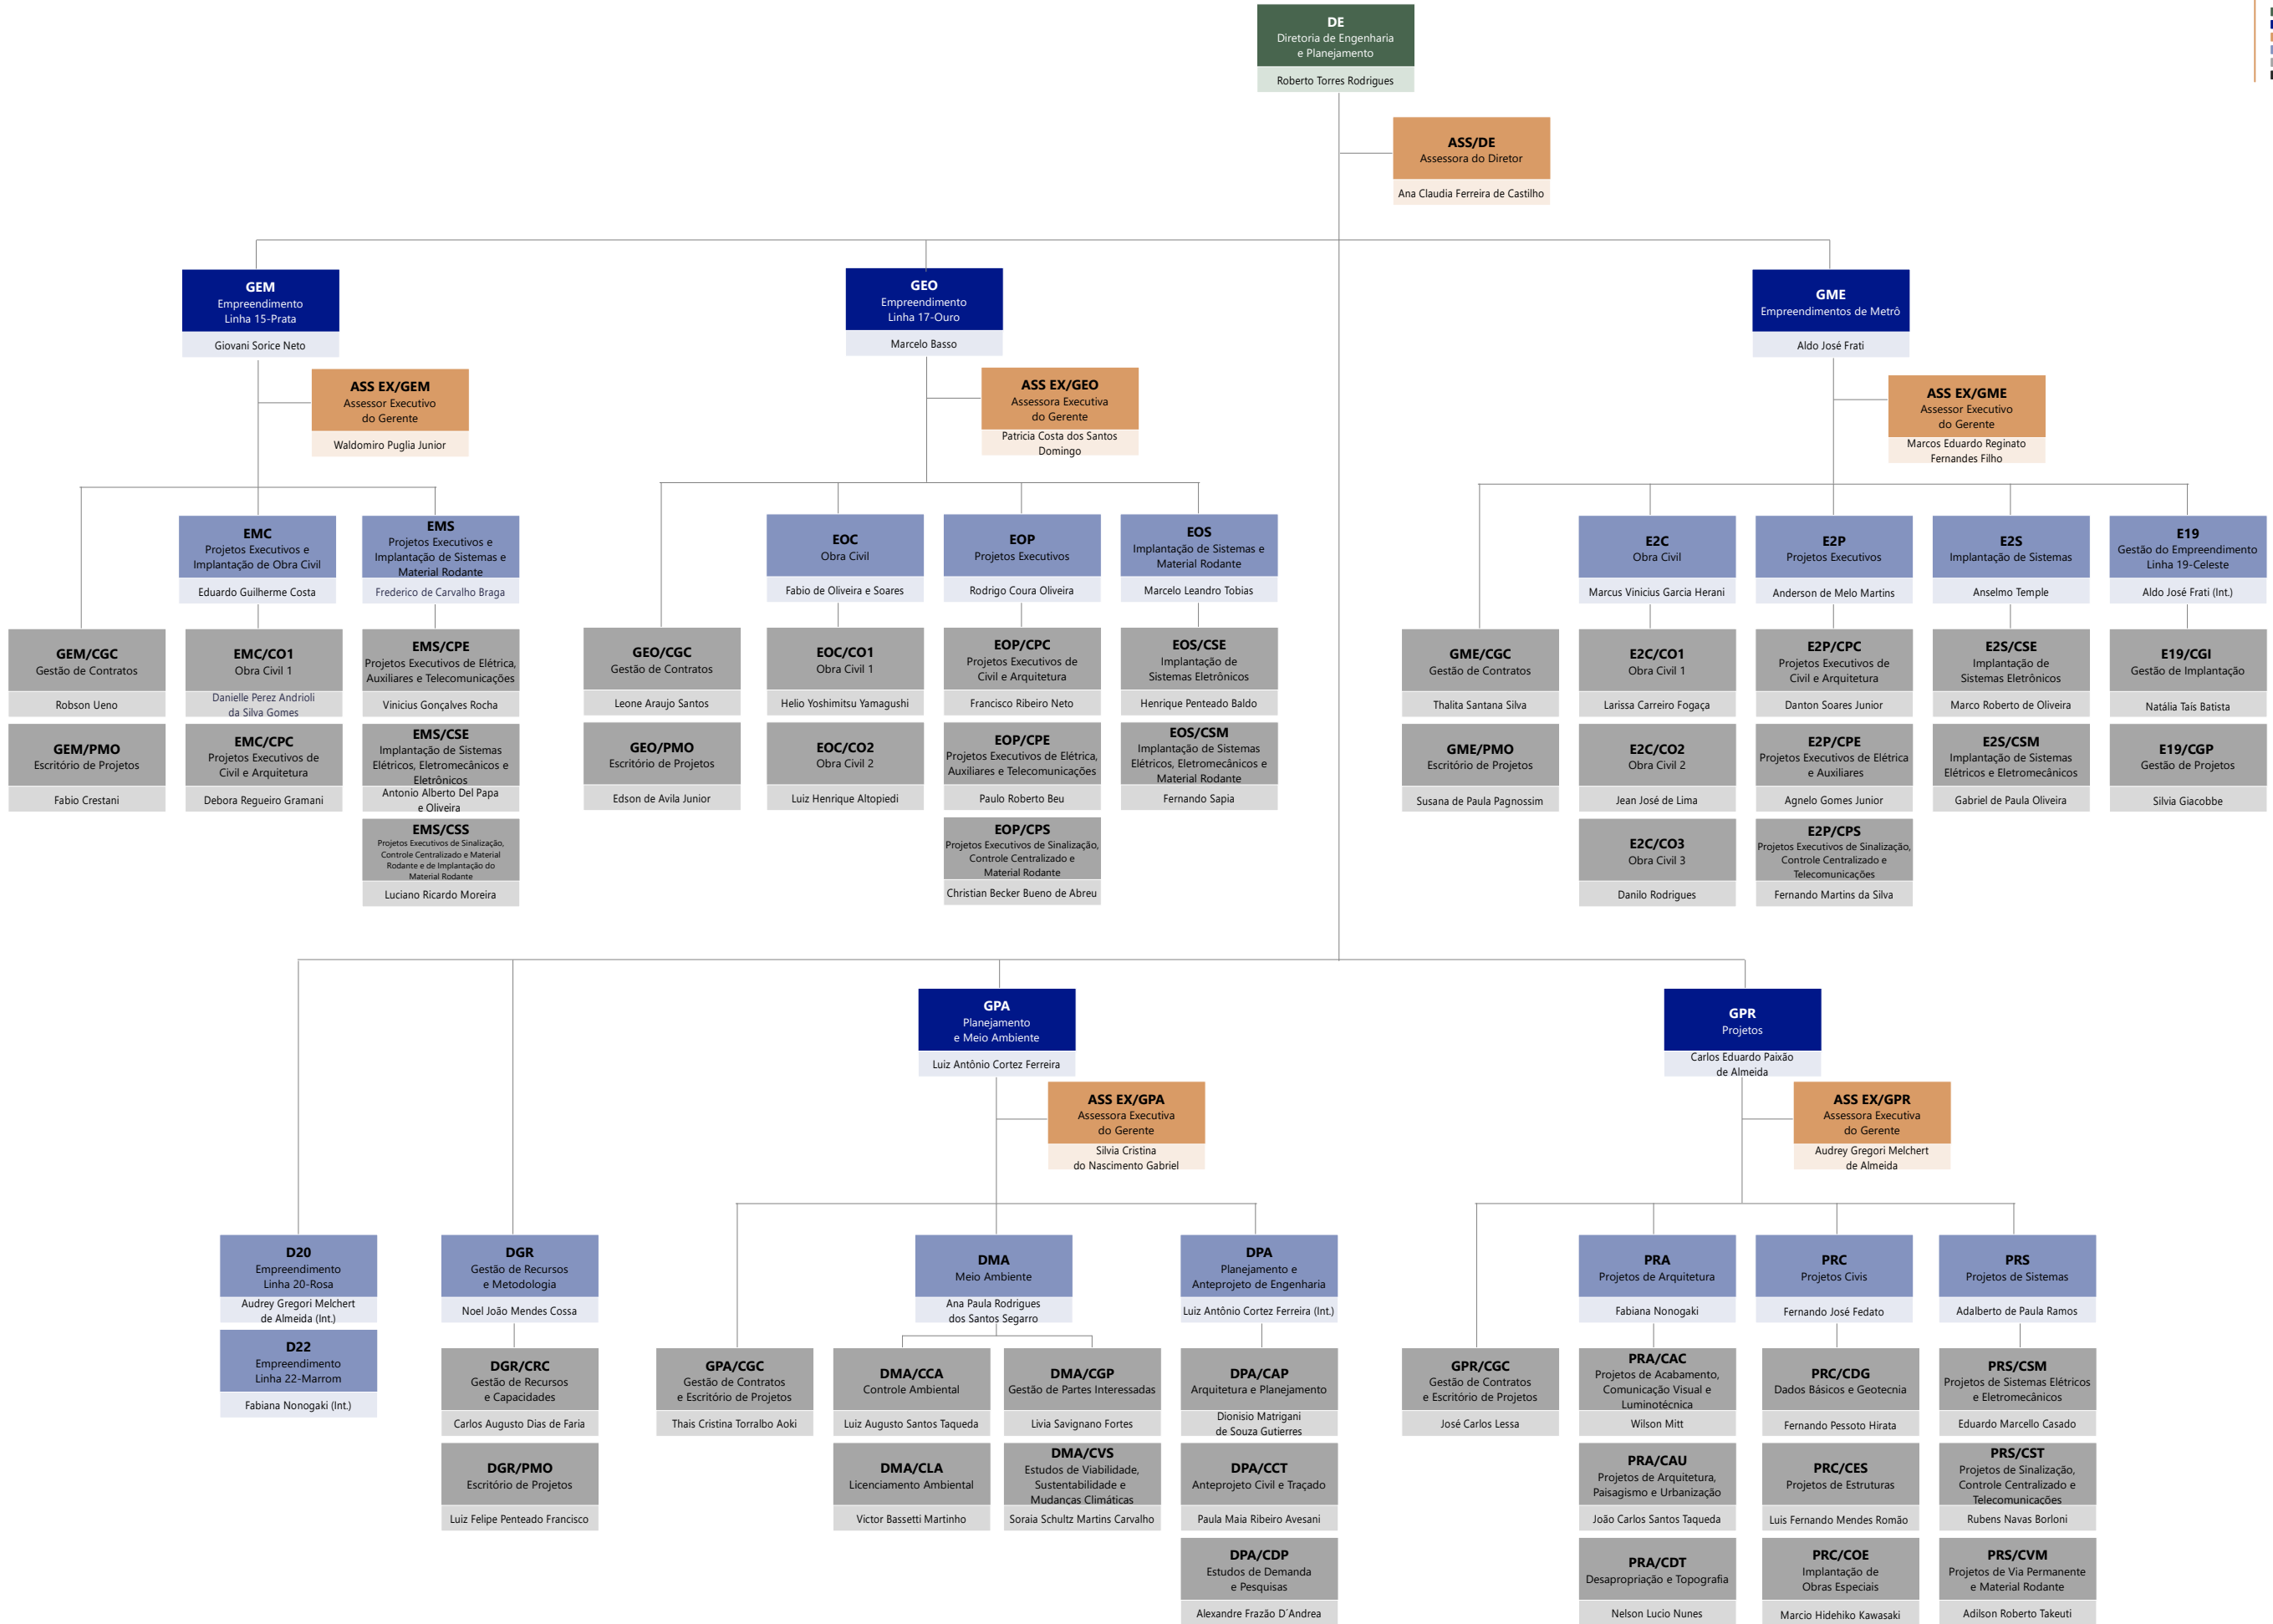 DE
Diretoria de Engenharia
e Planejamento
Roberto Torres Rodrigues
ASS/DE
Assessora do Diretor
Ana Claudia Ferreira de Castilho
GEM
Empreendimento
Linha 15-Prata
Giovani Sorice Neto
ASS EX/GEM
Assessor Executivo
do Gerente
Waldomiro Puglia Junior
GEO
Empreendimento
Linha 17-Ouro
Marcelo Basso
ASS EX/GEO
Assessora Executiva
do Gerente
Patricia Costa dos Santos
Domingo
GME
Empreendimentos de Metrô
Aldo José Frati
ASS EX/GME
Assessor Executivo
do Gerente
Marcos Eduardo Reginato
Fernandes Filho
GEM/CGC
Gestão de Contratos
Robson Ueno
GEM/PMO
Escritório de Projetos
Fabio Crestani
EMC
Projetos Executivos e
Implantação de Obra Civil
Eduardo Guilherme Costa
EMC/CO1
Obra Civil 1
Danielle Perez Andrioli
da Silva Gomes
EMC/CPC
Projetos Executivos de
Civil e Arquitetura
Debora Regueiro Gramani
EMS
Projetos Executivos e
Implantação de Sistemas e
Material Rodante
Frederico de Carvalho Braga
EMS/CPE
Projetos Executivos de Elétrica,
Auxiliares e Telecomunicações
Vinicius Gonçalves Rocha
EMS/CSE
Implantação de Sistemas
Elétricos, Eletromecânicos e
Eletrônicos
Antonio Alberto Del Papa
e Oliveira
EMS/CSS
Projetos Executivos de Sinalização,
Controle Centralizado e Material
Rodante e de Implantação do
Material Rodante
Luciano Ricardo Moreira
GEO/CGC
Gestão de Contratos
Leone Araujo Santos
GEO/PMO
Escritório de Projetos
Edson de Avila Junior
EOC
Obra Civil
Fabio de Oliveira e Soares
EOC/CO1
Obra Civil 1
Helio Yoshimitsu Yamagushi
EOC/CO2
Obra Civil 2
Luiz Henrique Altopiedi
EOP
Projetos Executivos
Rodrigo Coura Oliveira
EOP/CPC
Projetos Executivos de
Civil e Arquitetura
Francisco Ribeiro Neto
EOP/CPE
Projetos Executivos de Elétrica,
Auxiliares e Telecomunicações
Paulo Roberto Beu
EOP/CPS
Projetos Executivos de Sinalização,
Controle Centralizado e
Material Rodante
Christian Becker Bueno de Abreu
EOS
Implantação de Sistemas e
Material Rodante
Marcelo Leandro Tobias
EOS/CSE
Implantação de
Sistemas Eletrônicos
Henrique Penteado Baldo
EOS/CSM
Implantação de Sistemas
Elétricos, Eletromecânicos e
Material Rodante
Fernando Sapia
GME/CGC
Gestão de Contratos
Thalita Santana Silva
GME/PMO
Escritório de Projetos
Susana de Paula Pagnossim
E2C
Obra Civil
Marcus Vinicius Garcia Herani
E2C/CO1
Obra Civil 1
Larissa Carreiro Fogaça
E2C/CO2
Obra Civil 2
Jean José de Lima
E2C/CO3
Obra Civil 3
Danilo Rodrigues
E2P
Projetos Executivos
Anderson de Melo Martins
E2P/CPC
Projetos Executivos de
Civil e Arquitetura
Danton Soares Junior
E2P/CPE
Projetos Executivos de Elétrica
e Auxiliares
Agnelo Gomes Junior
E2P/CPS
Projetos Executivos de Sinalização,
Controle Centralizado e
Telecomunicações
Fernando Martins da Silva
E2S
Implantação de Sistemas
Anselmo Temple
E2S/CSE
Implantação de
Sistemas Eletrônicos
Marco Roberto de Oliveira
E2S/CSM
Implantação de Sistemas
Elétricos e Eletromecânicos
Gabriel de Paula Oliveira
E19
Gestão do Empreendimento
Linha 19-Celeste
Aldo José Frati (Int.)
E19/CGI
Gestão de Implantação
Natália Taís Batista
E19/CGP
Gestão de Projetos
Silvia Giacobbe
GPA
Planejamento
e Meio Ambiente
Luiz Antônio Cortez Ferreira
ASS EX/GPA
Assessora Executiva
do Gerente
Silvia Cristina
do Nascimento Gabriel
GPR
Projetos
Carlos Eduardo Paixão
de Almeida
ASS EX/GPR
Assessora Executiva
do Gerente
Audrey Gregori Melchert
de Almeida
D20
Empreendimento
Linha 20-Rosa
Audrey Gregori Melchert
de Almeida (Int.)
D22
Empreendimento
Linha 22-Marrom
Fabiana Nonogaki (Int.)
DGR
Gestão de Recursos
e Metodologia
Noel João Mendes Cossa
DGR/CRC
Gestão de Recursos
e Capacidades
Carlos Augusto Dias de Faria
DGR/PMO
Escritório de Projetos
Luiz Felipe Penteado Francisco
GPA/CGC
Gestão de Contratos
e Escritório de Projetos
Thais Cristina Torralbo Aoki
DMA
Meio Ambiente
Ana Paula Rodrigues
dos Santos Segarro
DMA/CCA
Controle Ambiental
Luiz Augusto Santos Taqueda
DMA/CLA
Licenciamento Ambiental
Victor Bassetti Martinho
DMA/CGP
Gestão de Partes Interessadas
Livia Savignano Fortes
DMA/CVS
Estudos de Viabilidade,
Sustentabilidade e
Mudanças Climáticas
Soraia Schultz Martins Carvalho
DPA
Planejamento e
Anteprojeto de Engenharia
Luiz Antônio Cortez Ferreira (Int.)
DPA/CAP
Arquitetura e Planejamento
Dionisio Matrigani
de Souza Gutierres
DPA/CCT
Anteprojeto Civil e Traçado
Paula Maia Ribeiro Avesani
DPA/CDP
Estudos de Demanda
e Pesquisas
Alexandre Frazão D´Andrea
GPR/CGC
Gestão de Contratos
e Escritório de Projetos
José Carlos Lessa
PRA
Projetos de Arquitetura
Fabiana Nonogaki
PRA/CAC
Projetos de Acabamento,
Comunicação Visual e
Luminotécnica
Wilson Mitt
PRA/CAU
Projetos de Arquitetura,
Paisagismo e Urbanização
João Carlos Santos Taqueda
PRA/CDT
Desapropriação e Topografia
Nelson Lucio Nunes
PRC
Projetos Civis
Fernando José Fedato
PRC/CDG
Dados Básicos e Geotecnia
Fernando Pessoto Hirata
PRC/CES
Projetos de Estruturas
Luis Fernando Mendes Romão
PRC/COE
Implantação de
Obras Especiais
Marcio Hidehiko Kawasaki
PRS
Projetos de Sistemas
Adalberto de Paula Ramos
PRS/CSM
Projetos de Sistemas Elétricos
e Eletromecânicos
Eduardo Marcello Casado
PRS/CST
Projetos de Sinalização,
Controle Centralizado e
Telecomunicações
Rubens Navas Borloni
PRS/CVM
Projetos de Via Permanente
e Material Rodante
Adilson Roberto Takeuti